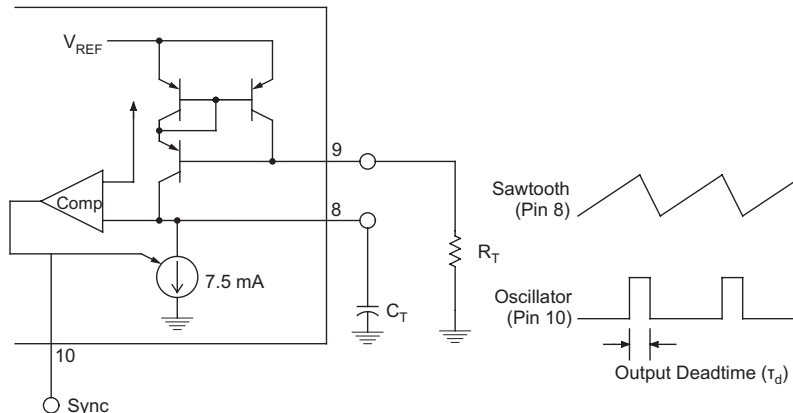 V_REF
9
8
Comp
7.5 mA
C_T
R_T
10
Sync
Sawtooth
(Pin 8)
Oscillator
(Pin 10)
Output Deadtime (τ_d)